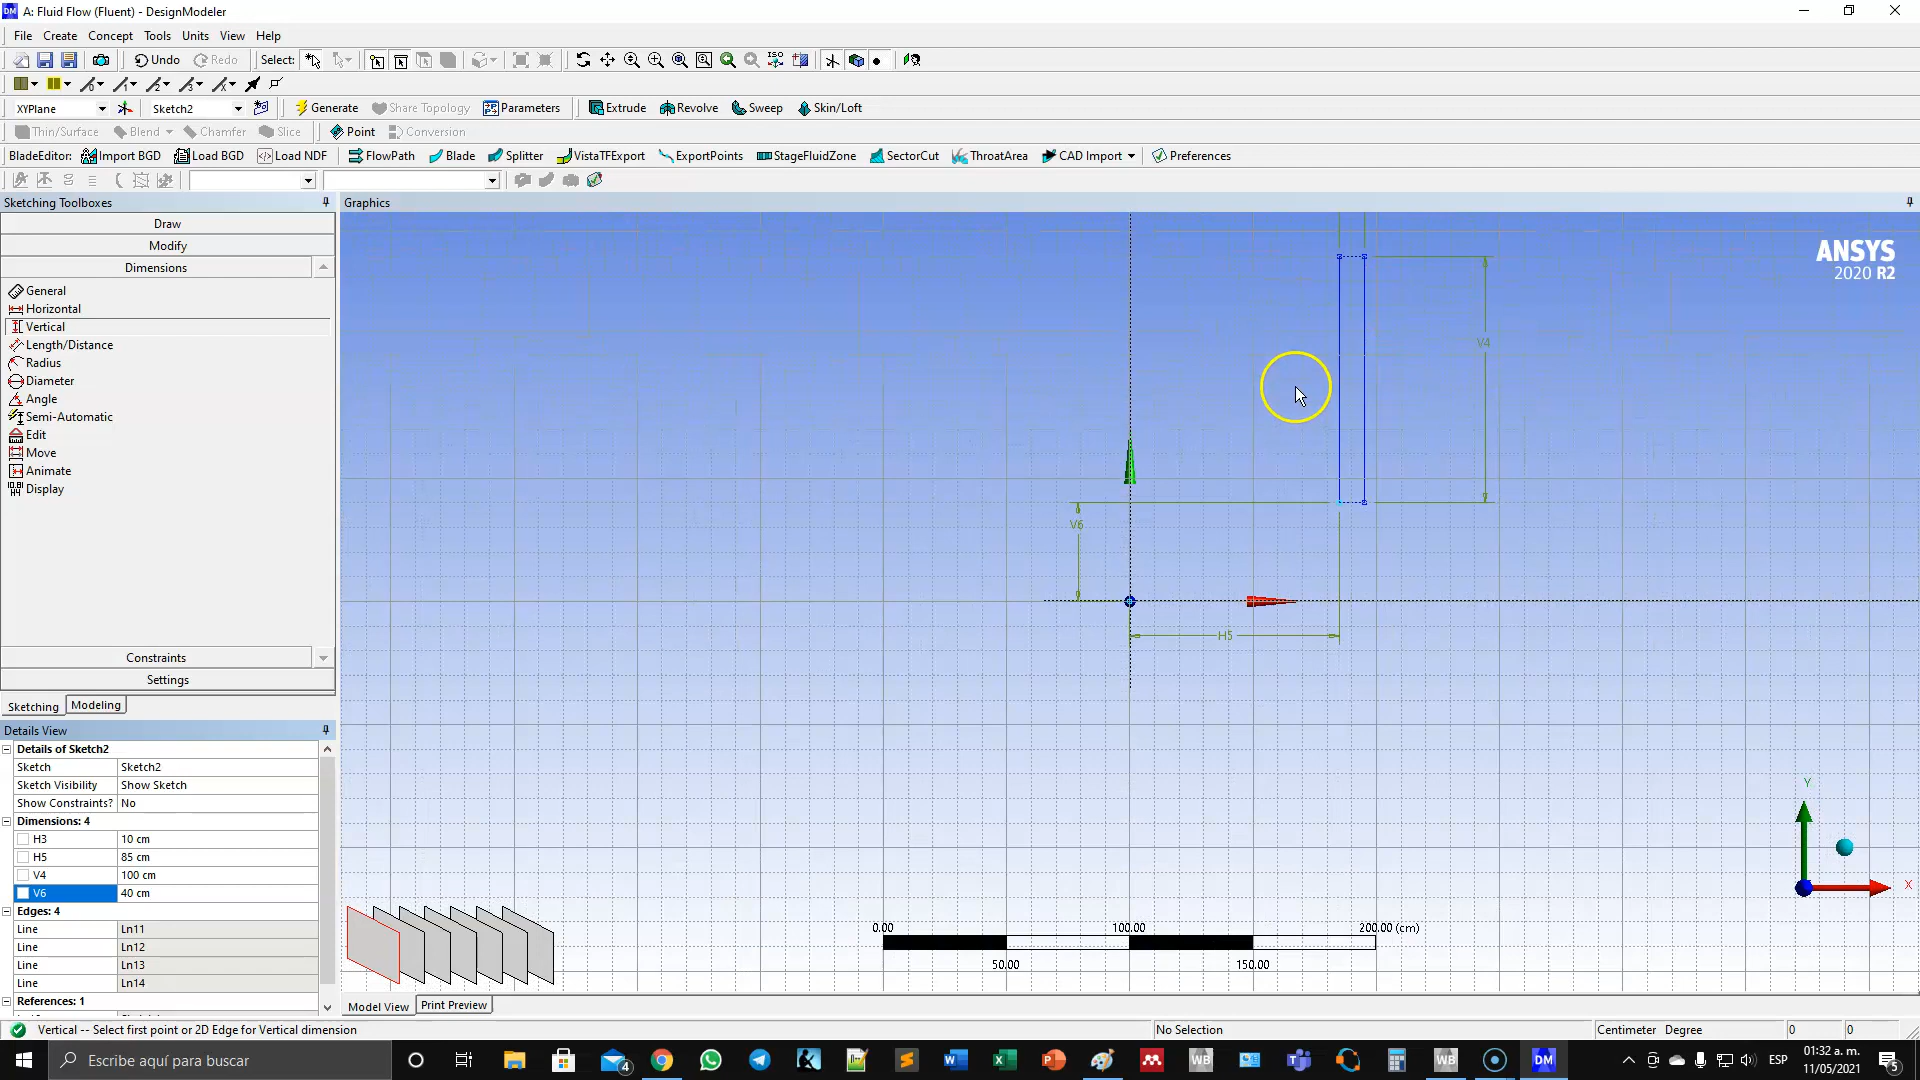 A: Fluid Flow (Fluent) - DesignModeler
File Edit Create Concept Tools Units View Help
Undo Redo Select: ISO
XYPlane Sketch2 Generate Share Topology Parameters Extrude Revolve Sweep Skin/Loft
Thin/Surface Blend Chamfer Slice Point Conversion
BladeEditor: Import BGD Load BGD Load NDF FlowPath Blade Splitter VistaTFExport ExportPoints StageFluidZone SectorCut ThroatArea CAD Import Preferences
Sketching Toolboxes
Draw
Modify
Dimensions
General
Horizontal
Vertical
Length/Distance
Radius
Diameter
Angle
Semi-Automatic
Edit
Move
Animate
Display
Constraints
Settings
Sketching Modeling
Details View
Details of Sketch2
Sketch Sketch2
Sketch Visibility Show Sketch
Show Constraints? No
Dimensions: 4
H3 10 cm
H5 85 cm
V4 100 cm
V6 40 cm
Edges: 4
Line Ln11
Line Ln12
Line Ln13
Line Ln14
References: 1
Graphics
ANSYS
2020 R2
V4
V6
H5
Y
X
0.00 100.00 200.00 (cm)
50.00 150.00
Model View Print Preview
Vertical -- Select first point or 2D Edge for Vertical dimension No Selection Centimeter Degree 0 0
Escribe aquí para buscar
4
WB
WB
DM
ESP
01:32 a. m.
11/05/2021
5